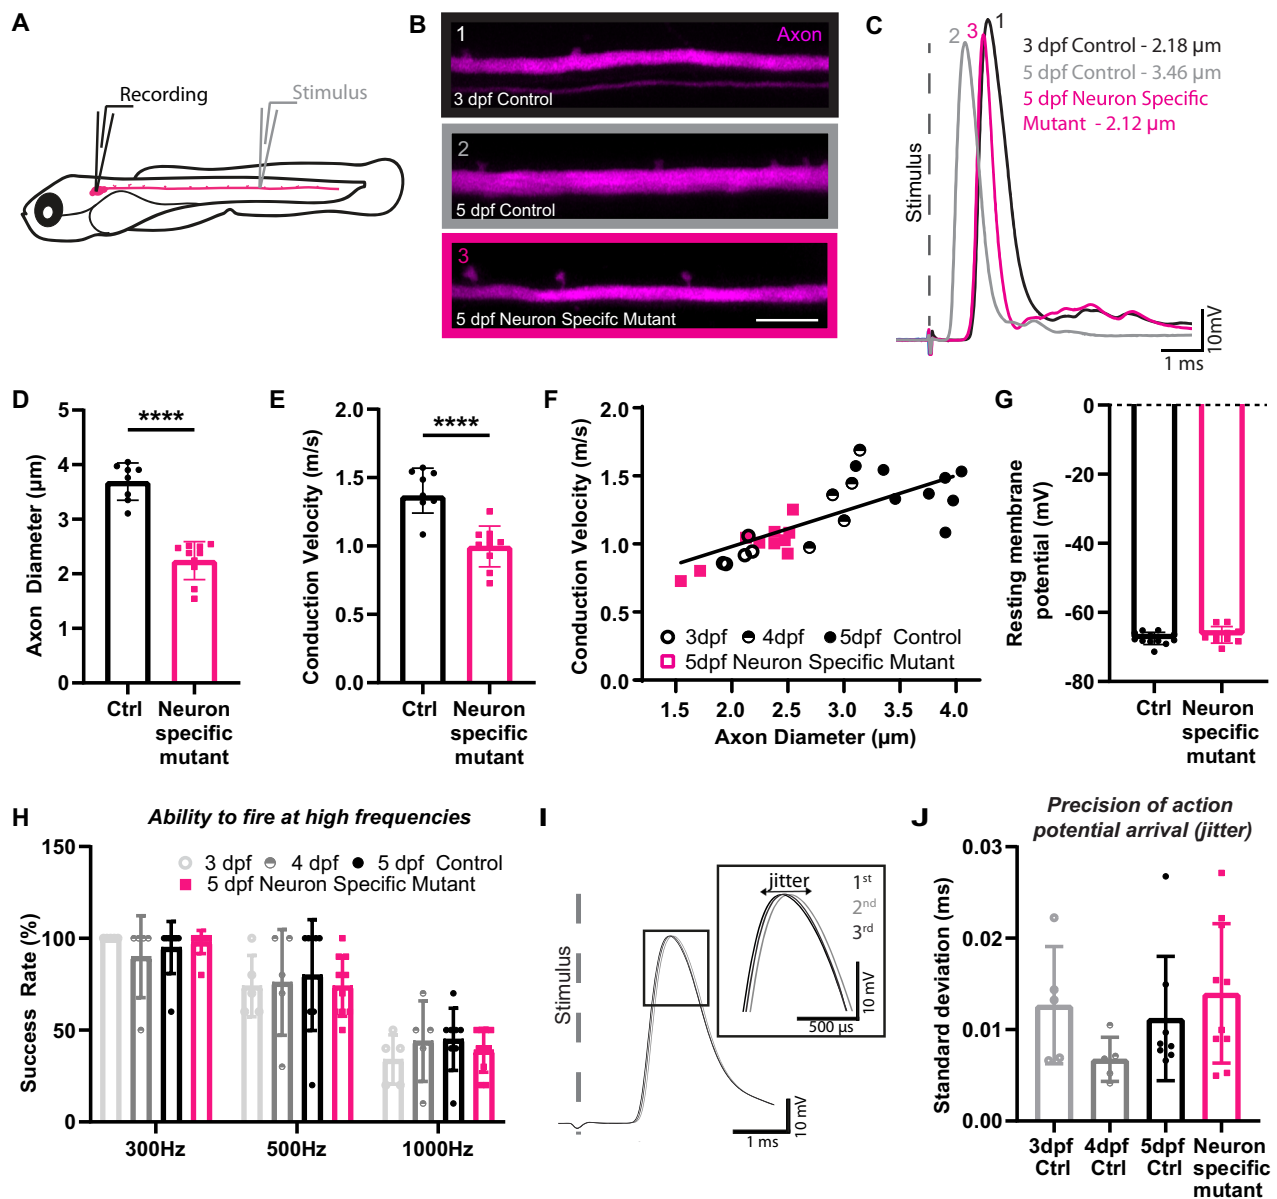 A
Recording
Stimulus
B
1
Axon
3 dpf Control
2
5 dpf Control
3
5 dpf Neuron Specifc Mutant
C
2
3
1
3 dpf Control - 2.18 µm
5 dpf Control - 3.46 µm
5 dpf Neuron Specific
Mutant - 2.12 µm
Stimulus
10mV
1 ms
D
Axon Diameter (µm)
5
4
3
2
1
0
****
Ctrl
Neuron
specific
mutant
E
Conduction Velocity (m/s)
2.0
1.5
1.0
0.5
0.0
****
Ctrl
Neuron
specific
mutant
F
Conduction Velocity (m/s)
2.0
1.5
1.0
0.5
0.0
3dpf 4dpf 5dpf Control
5dpf Neuron Specific Mutant
1.5 2.0 2.5 3.0 3.5 4.0
Axon Diameter (µm)
G
Resting membrane
potential (mV)
0
-20
-40
-60
-80
Ctrl
Neuron
specific
mutant
H
Ability to fire at high frequencies
Success Rate (%)
150
100
50
0
3 dpf 4 dpf 5 dpf Control
5 dpf Neuron Specific Mutant
300Hz 500Hz 1000Hz
I
Stimulus
jitter
1st
2nd
3rd
10 mV
500 µs
10 mV
1 ms
J
Precision of action
potential arrival (jitter)
Standard deviation (ms)
0.03
0.02
0.01
0.00
3dpf
Ctrl
4dpf
Ctrl
5dpf
Ctrl
Neuron
specific
mutant